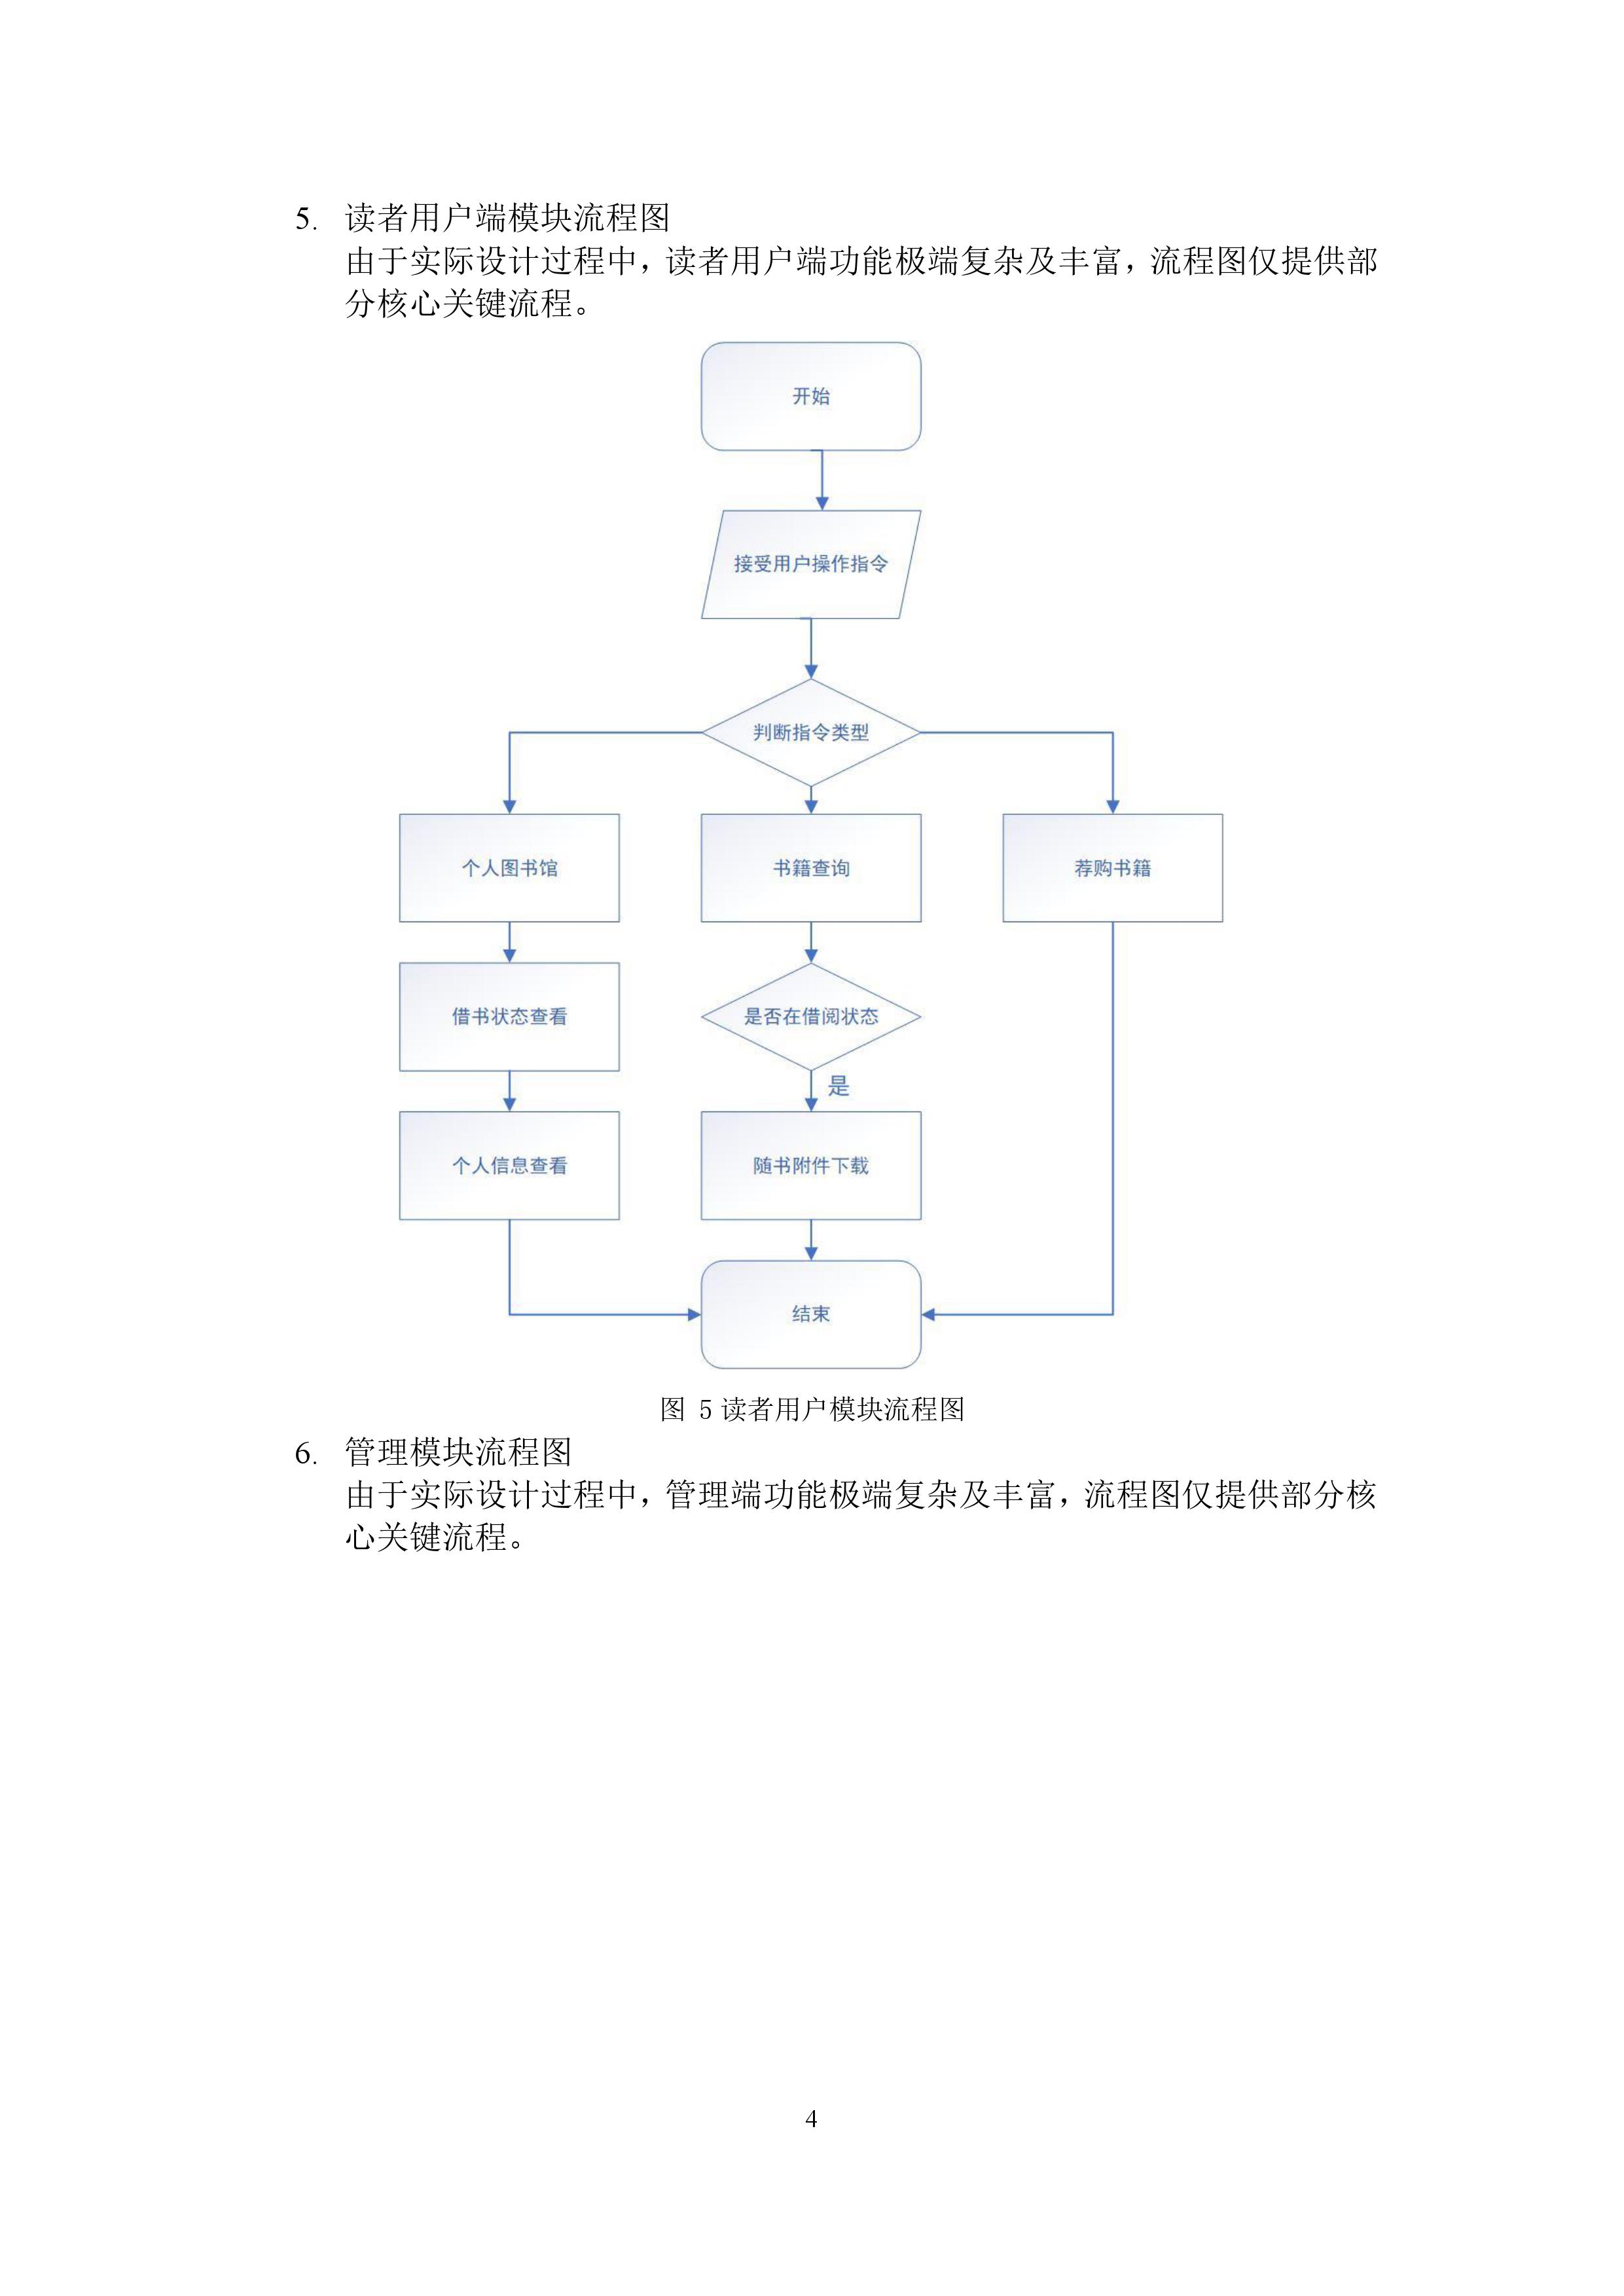 5. 读者用户端模块流程图
由于实际设计过程中，读者用户端功能极端复杂及丰富，流程图仅提供部
分核心关键流程。
开始
接受用户操作指令
判断指令类型
个人图书馆
书籍查询
荐购书籍
借书状态查看
是否在借阅状态
是
个人信息查看
随书附件下载
结束
图 5 读者用户模块流程图
6. 管理模块流程图
由于实际设计过程中，管理端功能极端复杂及丰富，流程图仅提供部分核
心关键流程。
4